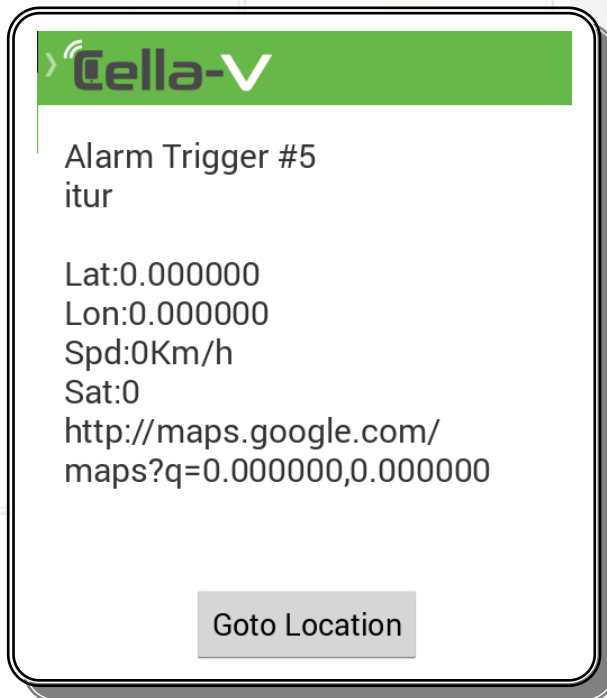 Cella-V
Alarm Trigger #5
itur
Lat:0.000000
Lon:0.000000
Spd:0Km/h
Sat:0
http://maps.google.com/
maps?q=0.000000,0.000000
Goto Location